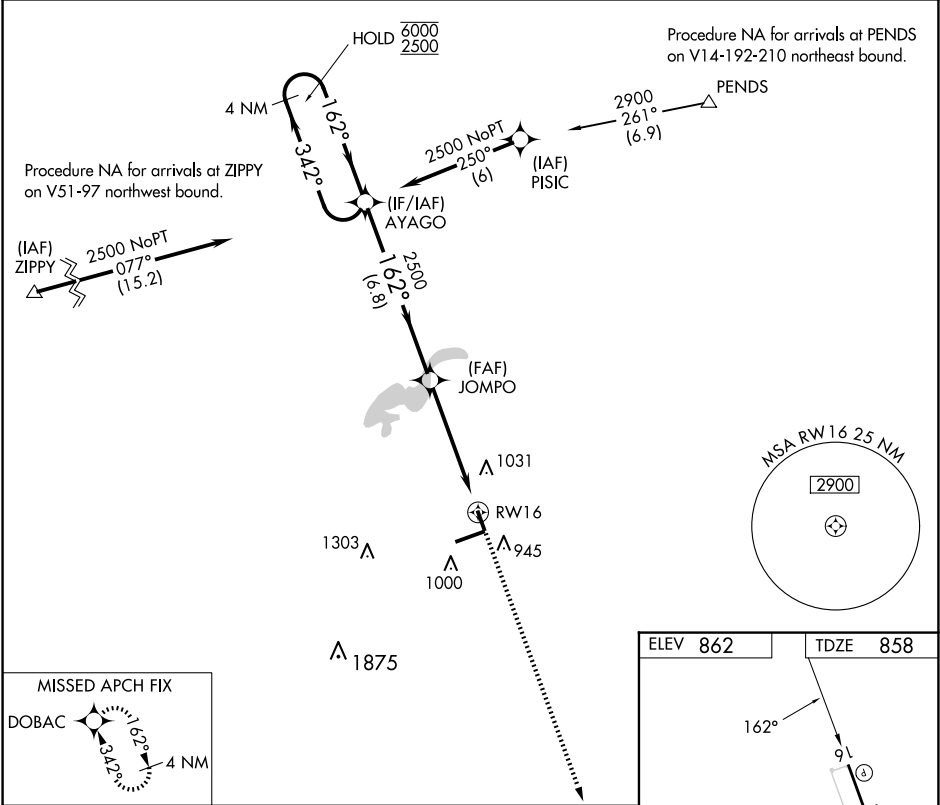 HOLD 6000
2500
Procedure NA for arrivals at PENDS
on V14-192-210 northeast bound.
4 NM
162°
342°
2900
261°
(6.9)
PENDS
2500 NoPT
250°
(6)
(IAF)
PISIC
Procedure NA for arrivals at ZIPPY
on V51-97 northwest bound.
(IF/IAF)
AYAGO
(IAF)
ZIPPY
2500 NoPT
077°
(15.2)
2500
162°
(6.8)
(FAF)
JOMPO
1031
RW16
1303
945
1000
1875
MSA RW16 25 NM
2900
MISSED APCH FIX
DOBAC
162°
342°
4 NM
ELEV 862
TDZE 858
162°
16
P